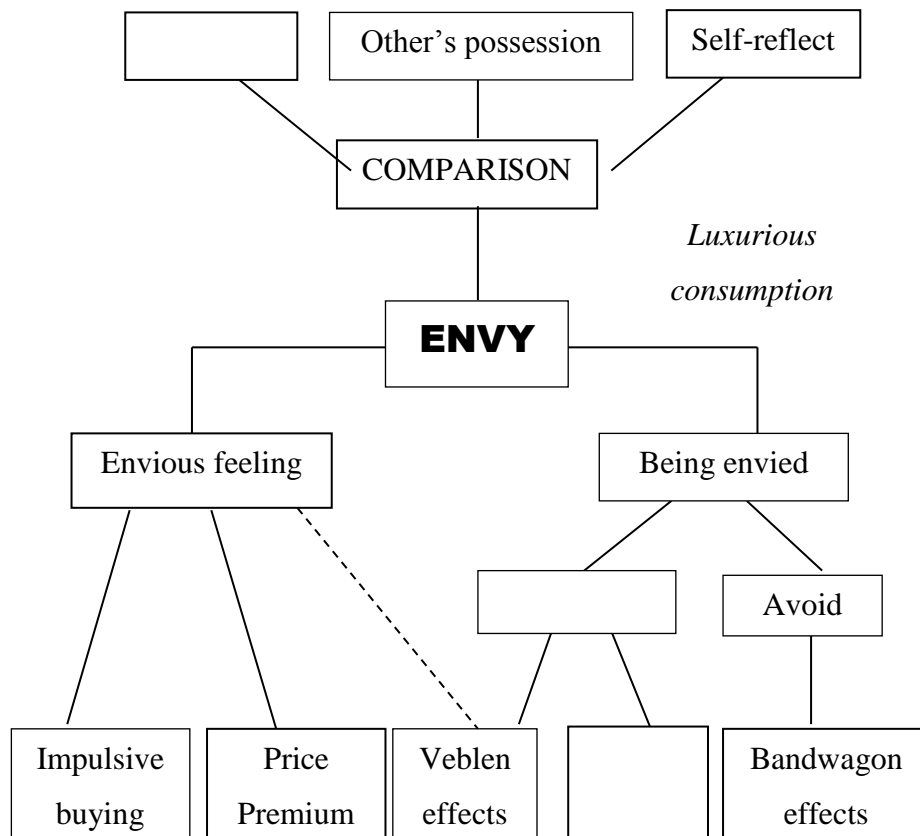 Other’s possession
Self-reflect
COMPARISON
Luxurious
consumption
ENVY
Envious feeling
Being envied
Avoid
Impulsive
buying
Price
Premium
Veblen
effects
Bandwagon
effects